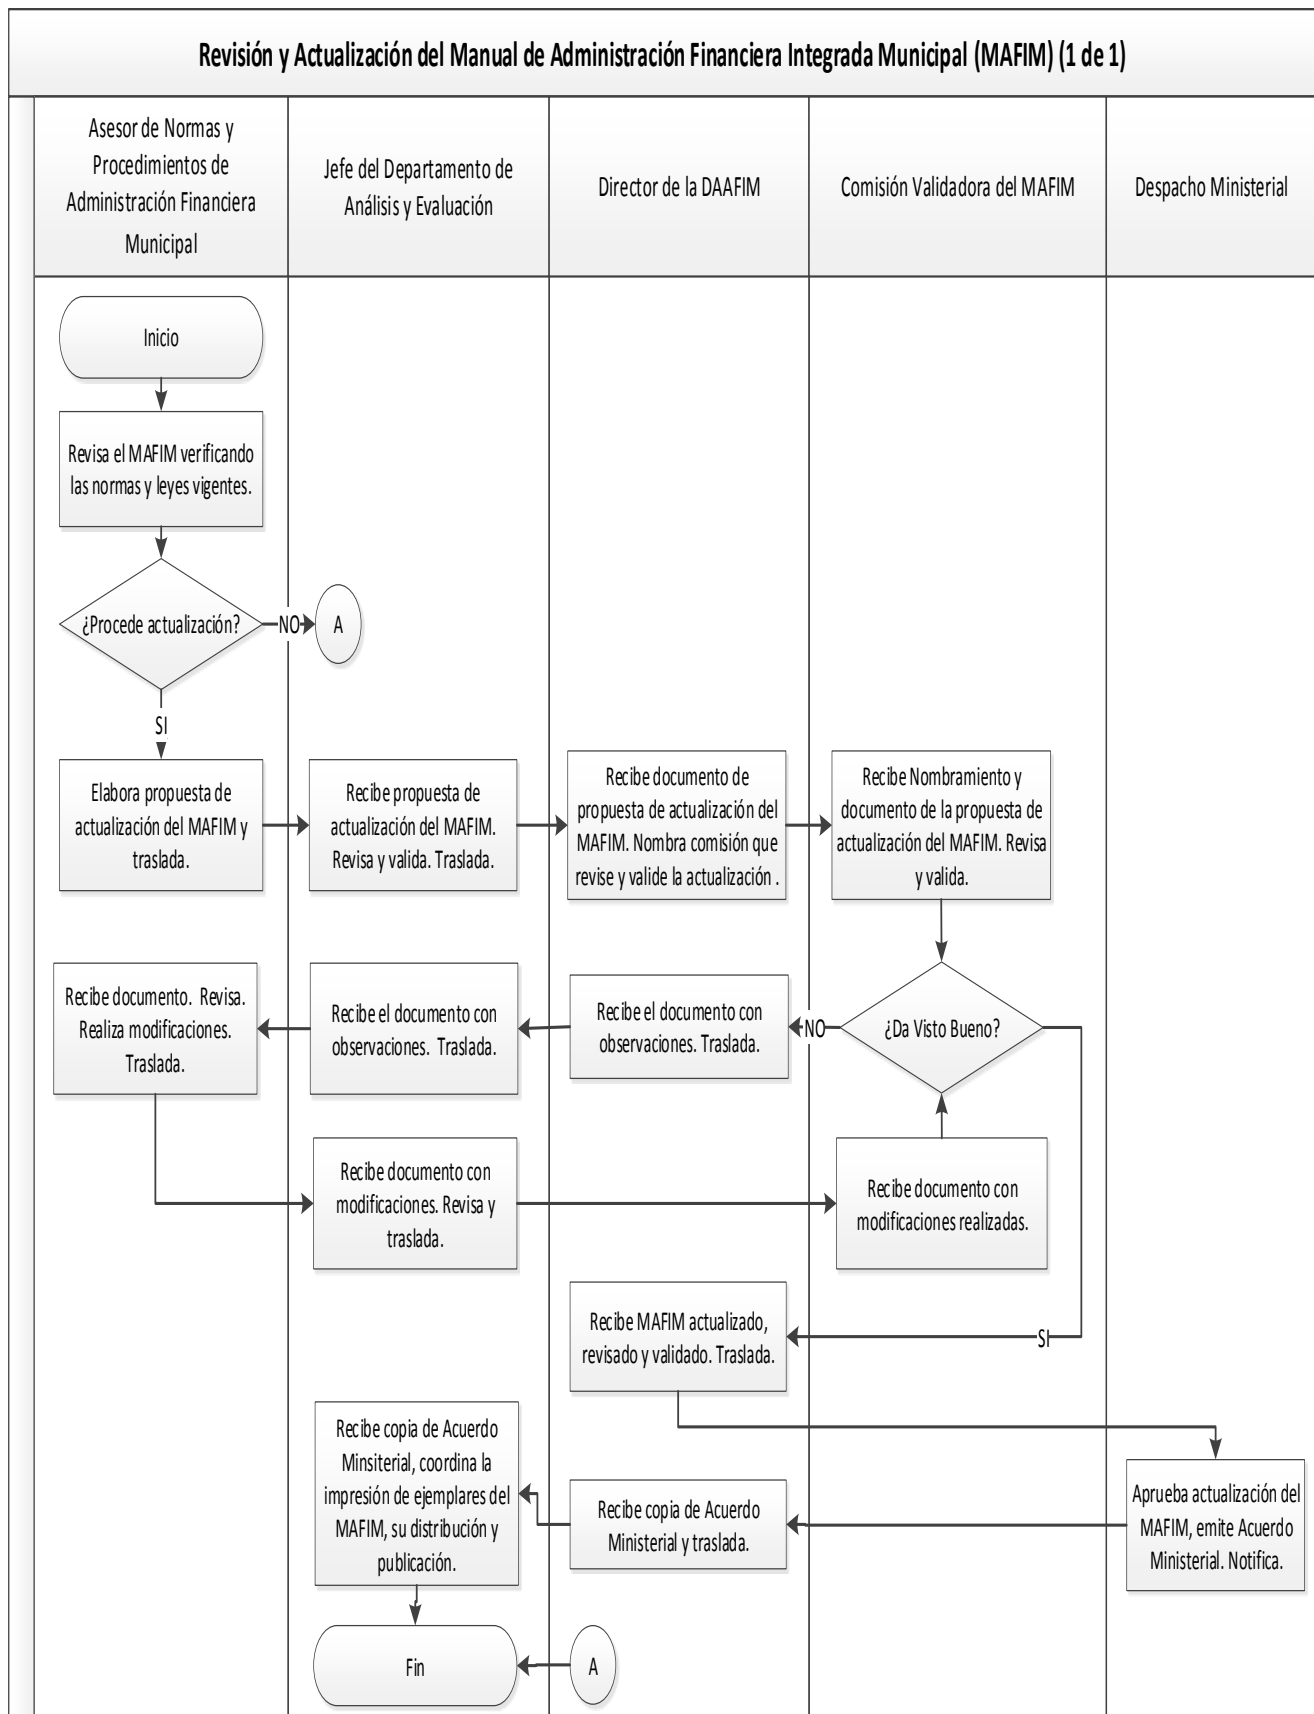 Revisión y Actualización del Manual de Administración Financiera Integrada Municipal (MAFIM) (1 de 1)
Asesor de Normas y
Procedimientos de
Administración Financiera
Municipal
Jefe del Departamento de
Análisis y Evaluación
Director de la DAAFIM
Comisión Validadora del MAFIM
Despacho Ministerial
Inicio
Revisa el MAFIM verificando
las normas y leyes vigentes.
¿Procede actualización?
NO
A
SI
Elabora propuesta de
actualización del MAFIM y
traslada.
Recibe propuesta de
actualización del MAFIM.
Revisa y valida. Traslada.
Recibe documento de
propuesta de actualización del
MAFIM. Nombra comisión que
revise y valide la actualización .
Recibe Nombramiento y
documento de la propuesta de
actualización del MAFIM. Revisa
y valida.
¿Da Visto Bueno?
NO
Recibe el documento con
observaciones. Traslada.
Recibe el documento con
observaciones.  Traslada.
Recibe documento.  Revisa.
Realiza modificaciones.
Traslada.
Recibe documento con
modificaciones. Revisa y
traslada.
Recibe documento con
modificaciones realizadas.
SI
Recibe MAFIM actualizado,
revisado y validado. Traslada.
Aprueba actualización del
MAFIM, emite Acuerdo
Ministerial. Notifica.
Recibe copia de Acuerdo
Ministerial y traslada.
Recibe copia de Acuerdo
Minsiterial, coordina la
impresión de ejemplares del
MAFIM, su distribución y
publicación.
Fin
A